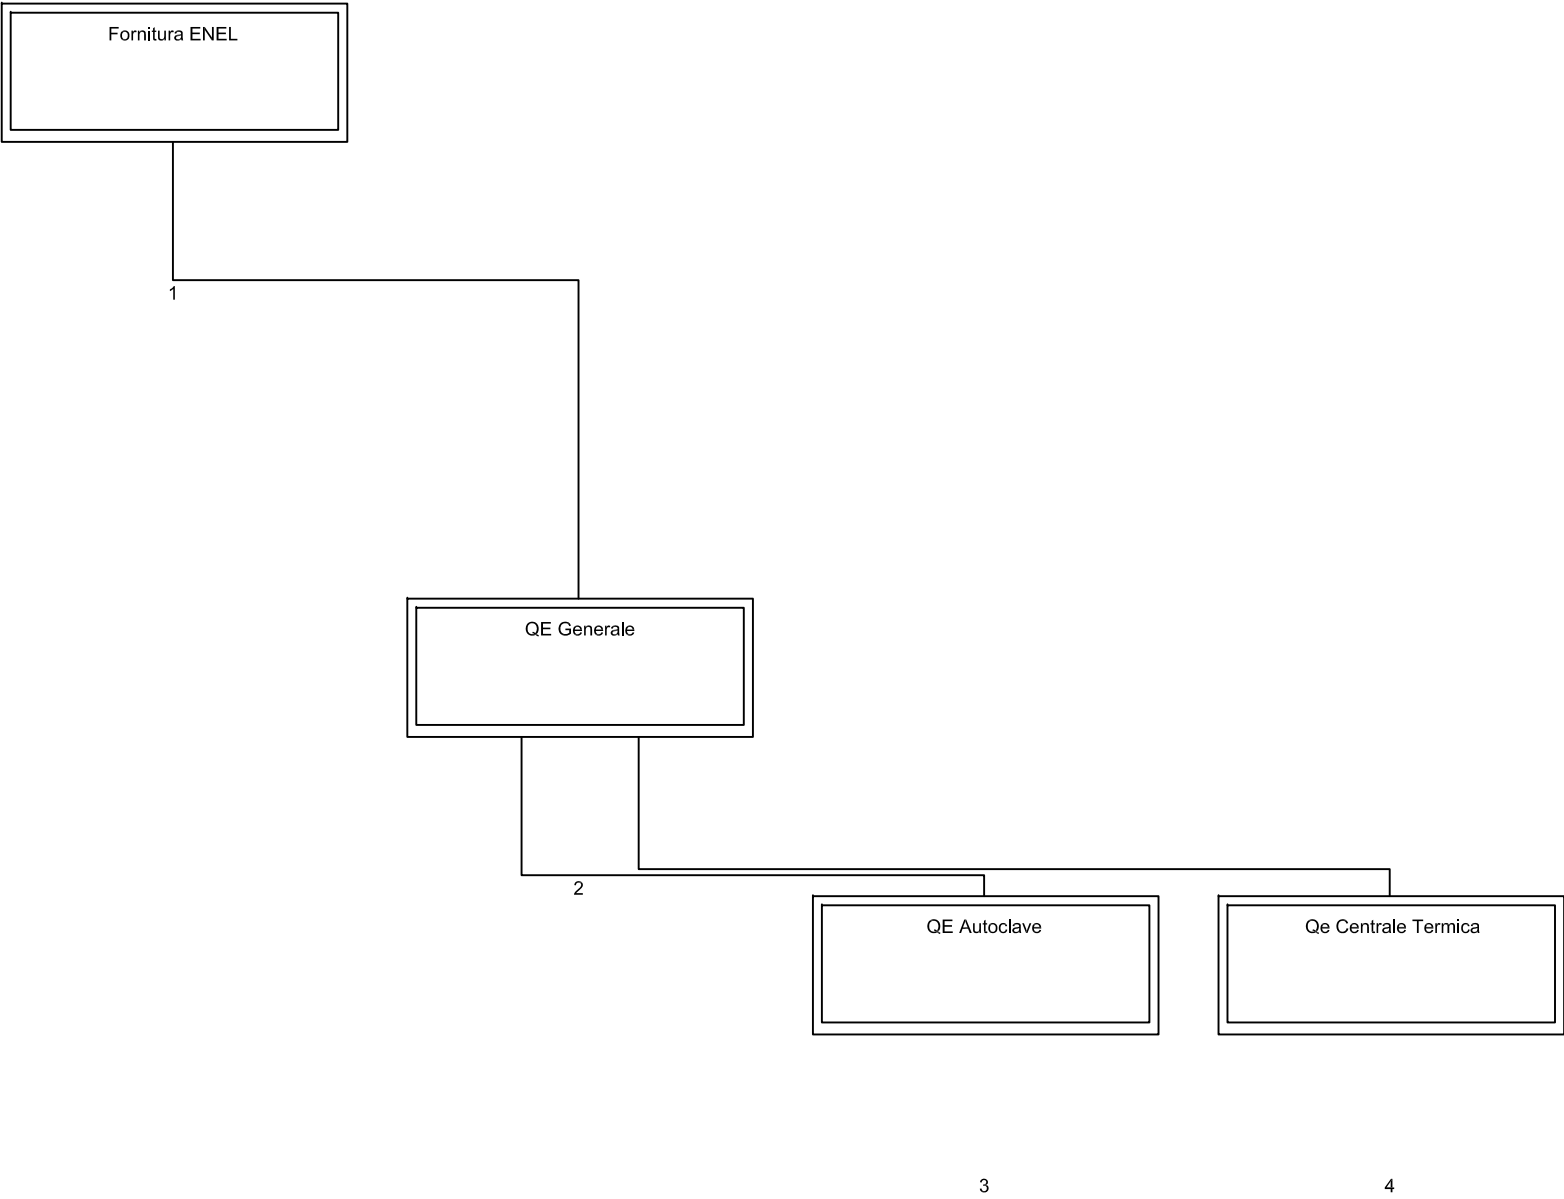 Fornitura ENEL
1
QE Generale
2
QE Autoclave
Qe Centrale Termica
3
4